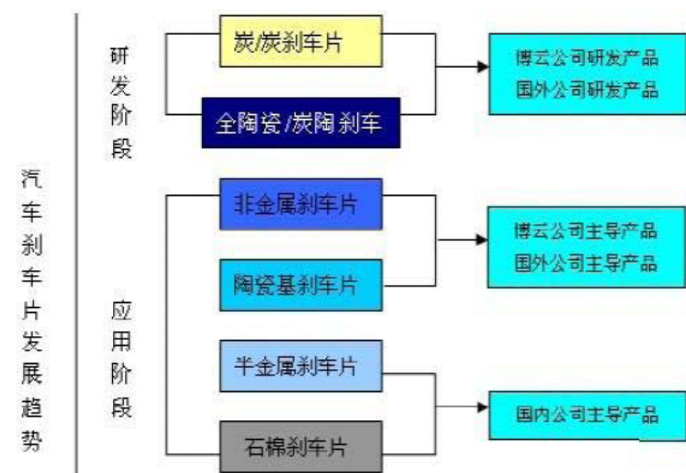 汽车刹车片发展趋势
研发阶段
炭/炭刹车片
全陶瓷/炭陶刹车
博云公司研发产品
国外公司研发产品
应用阶段
非金属刹车片
陶瓷基刹车片
博云公司主导产品
国外公司主导产品
半金属刹车片
石棉刹车片
国内公司主导产品